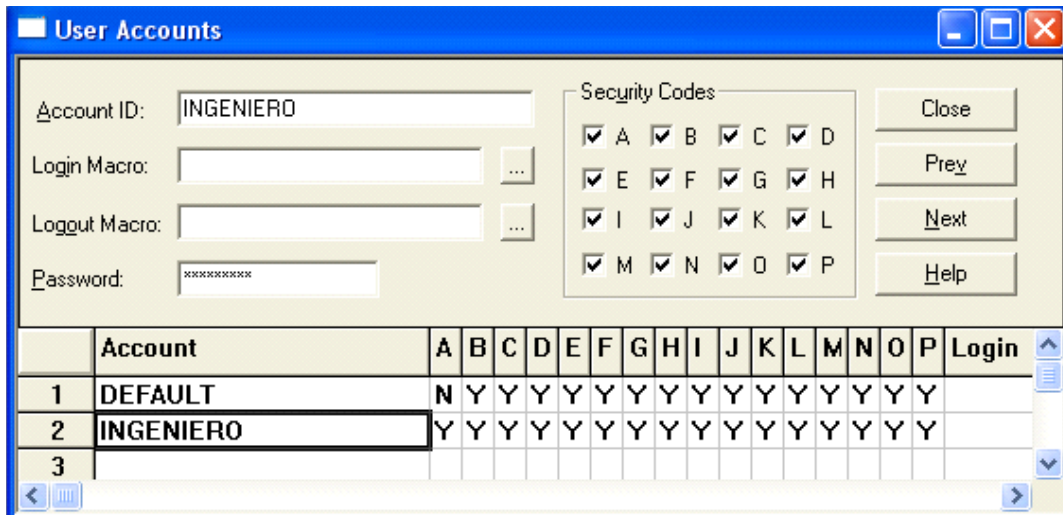 User Accounts
Account ID: INGENIERO
Login Macro: ...
Logout Macro: ...
Password: *********
Security Codes
A B C D
E F G H
I J K L
M N O P
Close
Prev
Next
Help
Account A B C D E F G H I J K L M N O P Login
1 DEFAULT N Y Y Y Y Y Y Y Y Y Y Y Y Y Y Y
2 INGENIERO Y Y Y Y Y Y Y Y Y Y Y Y Y Y Y Y
3